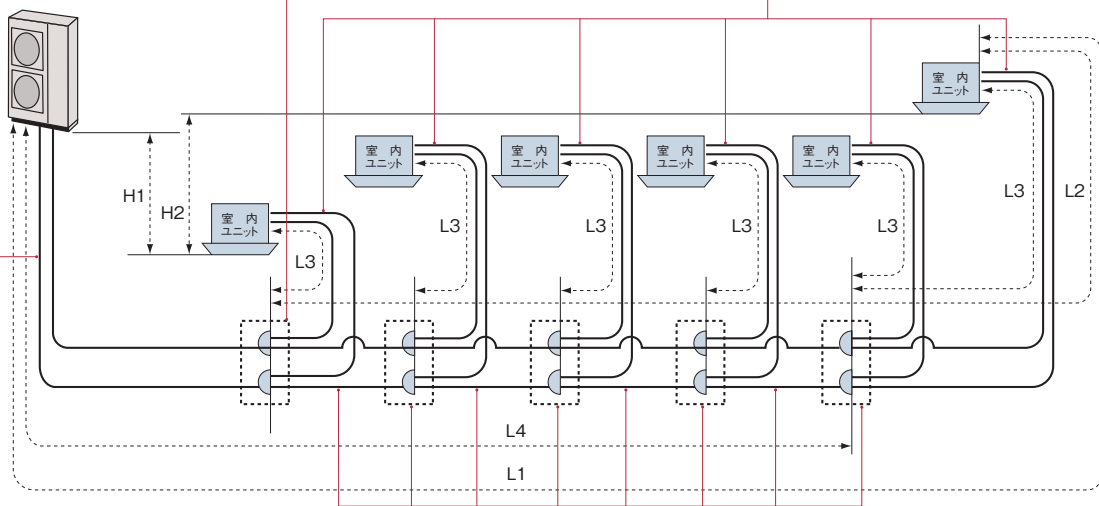 室 内
ユニット
室 内
ユニット
室 内
ユニット
室 内
ユニット
室 内
ユニット
室 内
ユニット
H1
H2
L3
L3
L3
L3
L3
L3
L2
L4
L1